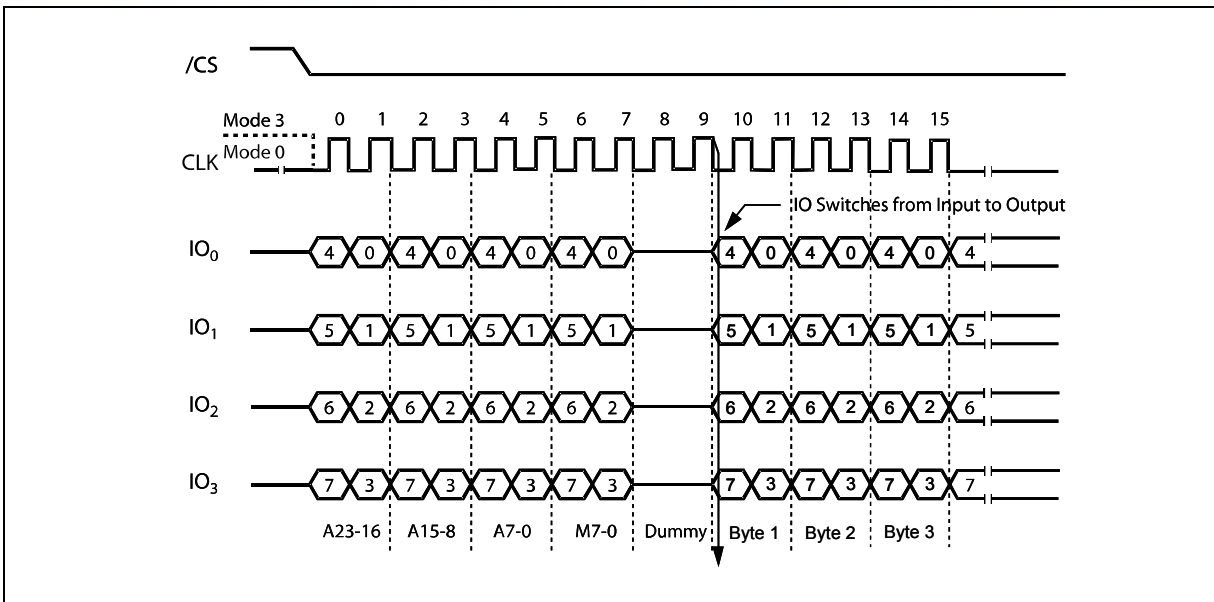 /CS
Mode 3 0 1 2 3 4 5 6 7 8 9 10 11 12 13 14 15
Mode 0
CLK
IO Switches from Input to Output
IO0 4 0 4 0 4 0 4 0 4 0 4 0 4 0 4
IO1 5 1 5 1 5 1 5 1 5 1 5 1 5 1 5
IO2 6 2 6 2 6 2 6 2 6 2 6 2 6 2 6
IO3 7 3 7 3 7 3 7 3 7 3 7 3 7 3 7
A23-16 A15-8 A7-0 M7-0 Dummy Byte 1 Byte 2 Byte 3